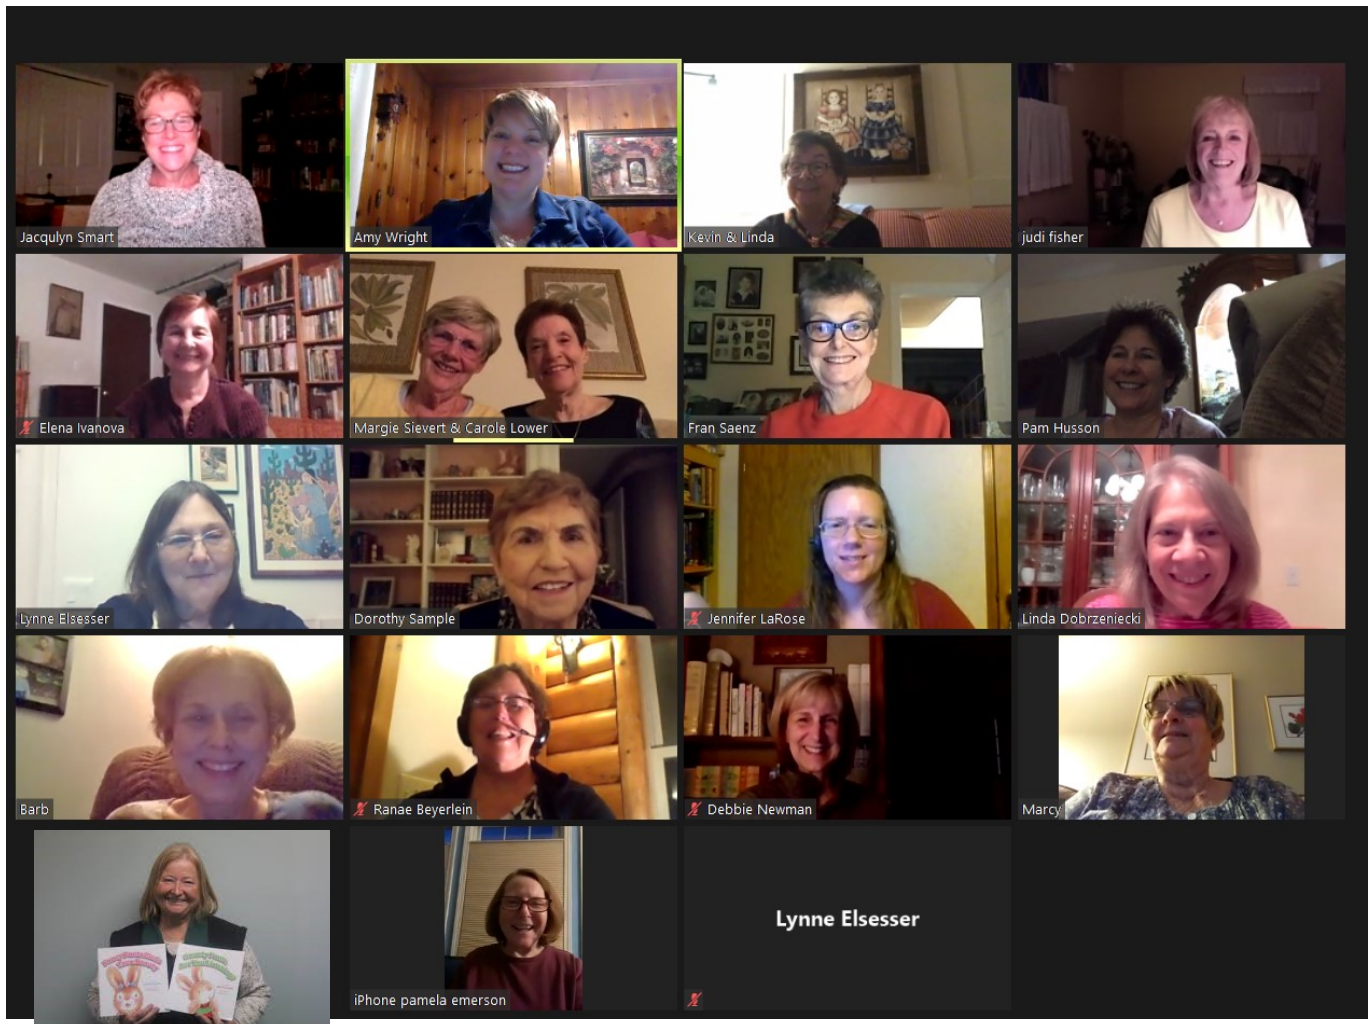 Jacqulyn Smart
Amy Wright
Kevin & Linda
judi fisher
Elena Ivanova
Margie Sievert & Carole Lower
Fran Saenz
Pam Husson
Lynne Elsesser
Dorothy Sample
Jennifer LaRose
Linda Dobrzeniecki
Barb
Ranae Beyerlein
Debbie Newman
Marcy
iPhone pamela emerson
Lynne Elsesser